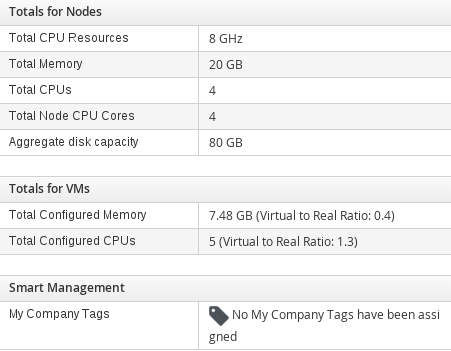 Totals for Nodes
Total CPU Resources 8 GHz
Total Memory 20 GB
Total CPUs 4
Total Node CPU Cores 4
Aggregate disk capacity 80 GB
Totals for VMs
Total Configured Memory 7.48 GB (Virtual to Real Ratio: 0.4)
Total Configured CPUs 5 (Virtual to Real Ratio: 1.3)
Smart Management
My Company Tags No My Company Tags have been assi
gned